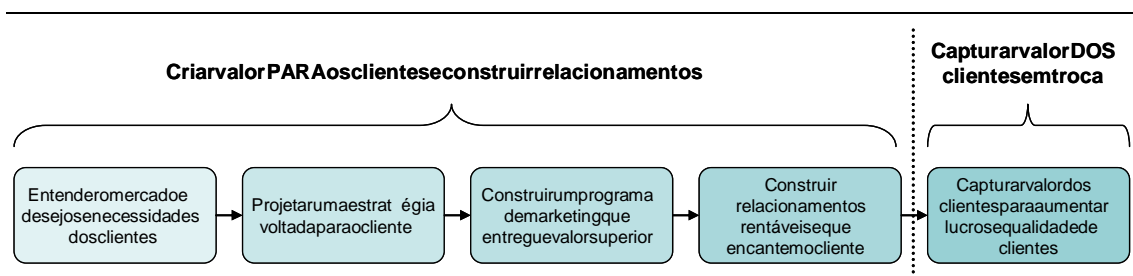 CriarvalorPARAosclienteseconstruirrelacionamentos
CapturarvalorDOS
clientesemtroca
Entenderomercadoe
desejosenecessidades
dosclientes
Projetarumaestrat égia
voltadaparaocliente
Construirumprograma
demarketingque
entreguevalorsuperior
Construir
relacionamentos
rentáveiseque
encantemocliente
Capturarvalordos
clientesparaaumentar
lucrosequalidadede
clientes